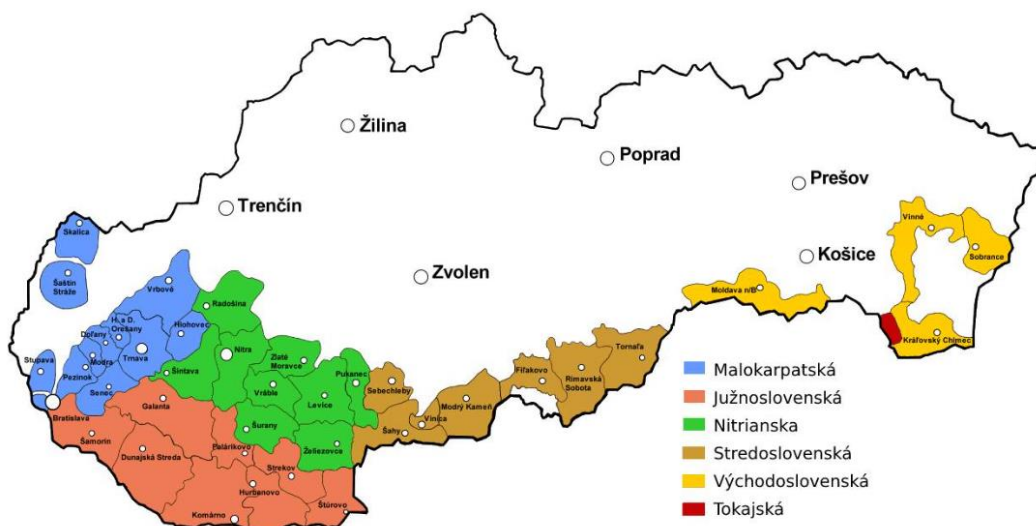 Žilina
Poprad
Prešov
Trenčín
Vinné
Skalica
Košice
Sobrance
Zvolen
Šaštín
Stráže
Vrbové
Moldava n/B
Radošina
H. a D.
Orešany
Hlohovec
Doľany
Kráľovský Chlmec
Tornaľa
Nitra
Zlaté
Moravce
Stupava
Modra
Trnava
Fiľakovo
Rimavská
Sobota
Pukanec
Pezinok
Šintava
Sebechleby
Vráble
Senec
Levice
Modrý Kameň
Galanta
Bratislava
Vinica
Šurany
Šahy
Šamorín
Palárikovo
Želiezovce
Dunajská Streda
Strekov
Hurbanovo
Štúrovo
Komárno
Malokarpatská
Južnoslovenská
Nitrianska
Stredoslovenská
Východoslovenská
Tokajská